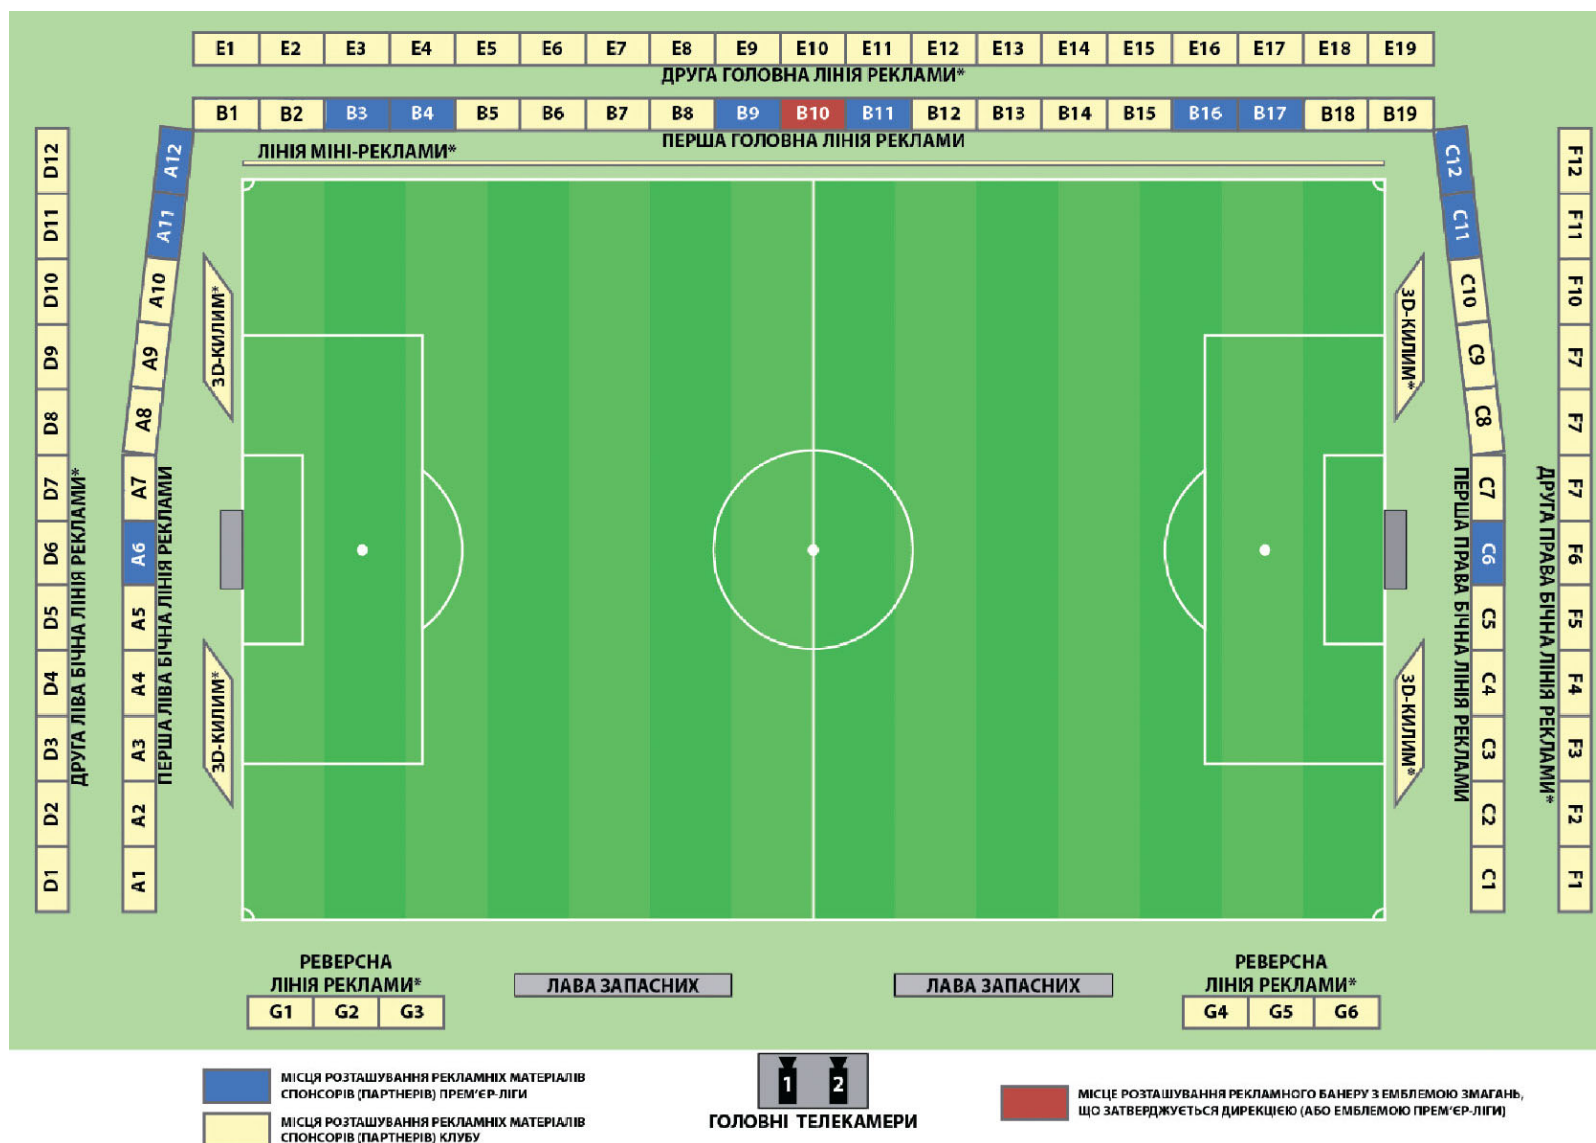 E1 E2 E3 E4 E5 E6 E7 E8 E9 E10 E11 E12 E13 E14 E15 E16 E17 E18 E19
ДРУГА ГОЛОВНА ЛІНІЯ РЕКЛАМИ*
B1 B2 B3 B4 B5 B6 B7 B8 B9 B10 B11 B12 B13 B14 B15 B16 B17 B18 B19
ПЕРША ГОЛОВНА ЛІНІЯ РЕКЛАМИ
ЛІНІЯ МІНІ-РЕКЛАМИ*
D12
D11
D10
D9
D8
D7
D6
D5
D4
D3
D2
D1
ДРУГА ЛІВА БІЧНА ЛІНІЯ РЕКЛАМИ*
A12
A11
A10
A9
A8
A7
A6
A5
A4
A3
A2
A1
ПЕРША ЛІВА БІЧНА ЛІНІЯ РЕКЛАМИ
3D-КИЛИМ*
3D-КИЛИМ*
3D-КИЛИМ*
3D-КИЛИМ*
C12
C11
C10
C9
C8
C7
C6
C5
C4
C3
C2
C1
ПЕРША ПРАВА БІЧНА ЛІНІЯ РЕКЛАМИ
F12
F11
F10
F7
F7
F7
F6
F5
F4
F3
F2
F1
ДРУГА ПРАВА БІЧНА ЛІНІЯ РЕКЛАМИ*
РЕВЕРСНА
ЛІНІЯ РЕКЛАМИ*
G1 G2 G3
ЛАВА ЗАПАСНИХ
ЛАВА ЗАПАСНИХ
РЕВЕРСНА
ЛІНІЯ РЕКЛАМИ*
G4 G5 G6
МІСЦЯ РОЗТАШУВАННЯ РЕКЛАМНІХ МАТЕРІАЛІВ
СПОНСОРІВ (ПАРТНЕРІВ) ПРЕМ'ЄР-ЛІГИ
МІСЦЯ РОЗТАШУВАННЯ РЕКЛАМНІХ МАТЕРІАЛІВ
СПОНСОРІВ (ПАРТНЕРІВ) КЛУБУ
1 2
ГОЛОВНІ ТЕЛЕКАМЕРИ
МІСЦЕ РОЗТАШУВАННЯ РЕКЛАМНОГО БАНЕРУ З ЕМБЛЕМОЮ ЗМАГАНЬ,
ЩО ЗАТВЕРДЖУЄТЬСЯ ДИРЕКЦІЄЮ (АБО ЕМБЛЕМОЮ ПРЕМ'ЄР-ЛІГИ)